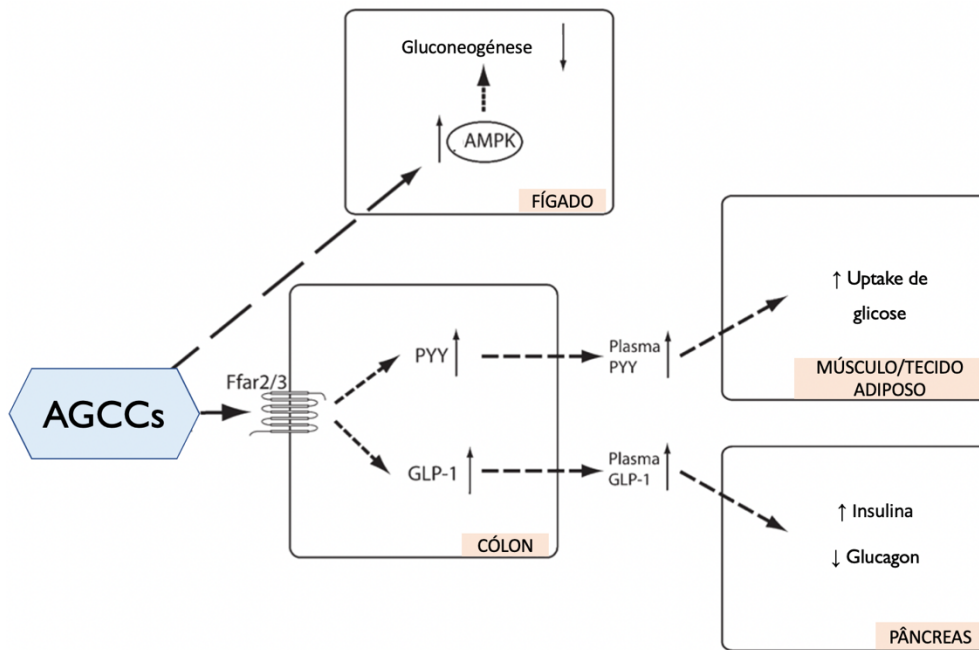 Gluconeogénese ↓
↑ AMPK
FÍGADO
AGCCs
Ffar2/3
PYY ↑
GLP-1 ↑
CÓLON
Plasma
PYY ↑
Plasma
GLP-1 ↑
↑ Uptake de
glicose
MÚSCULO/TECIDO
ADIPOSO
↑ Insulina
↓ Glucagon
PÂNCREAS